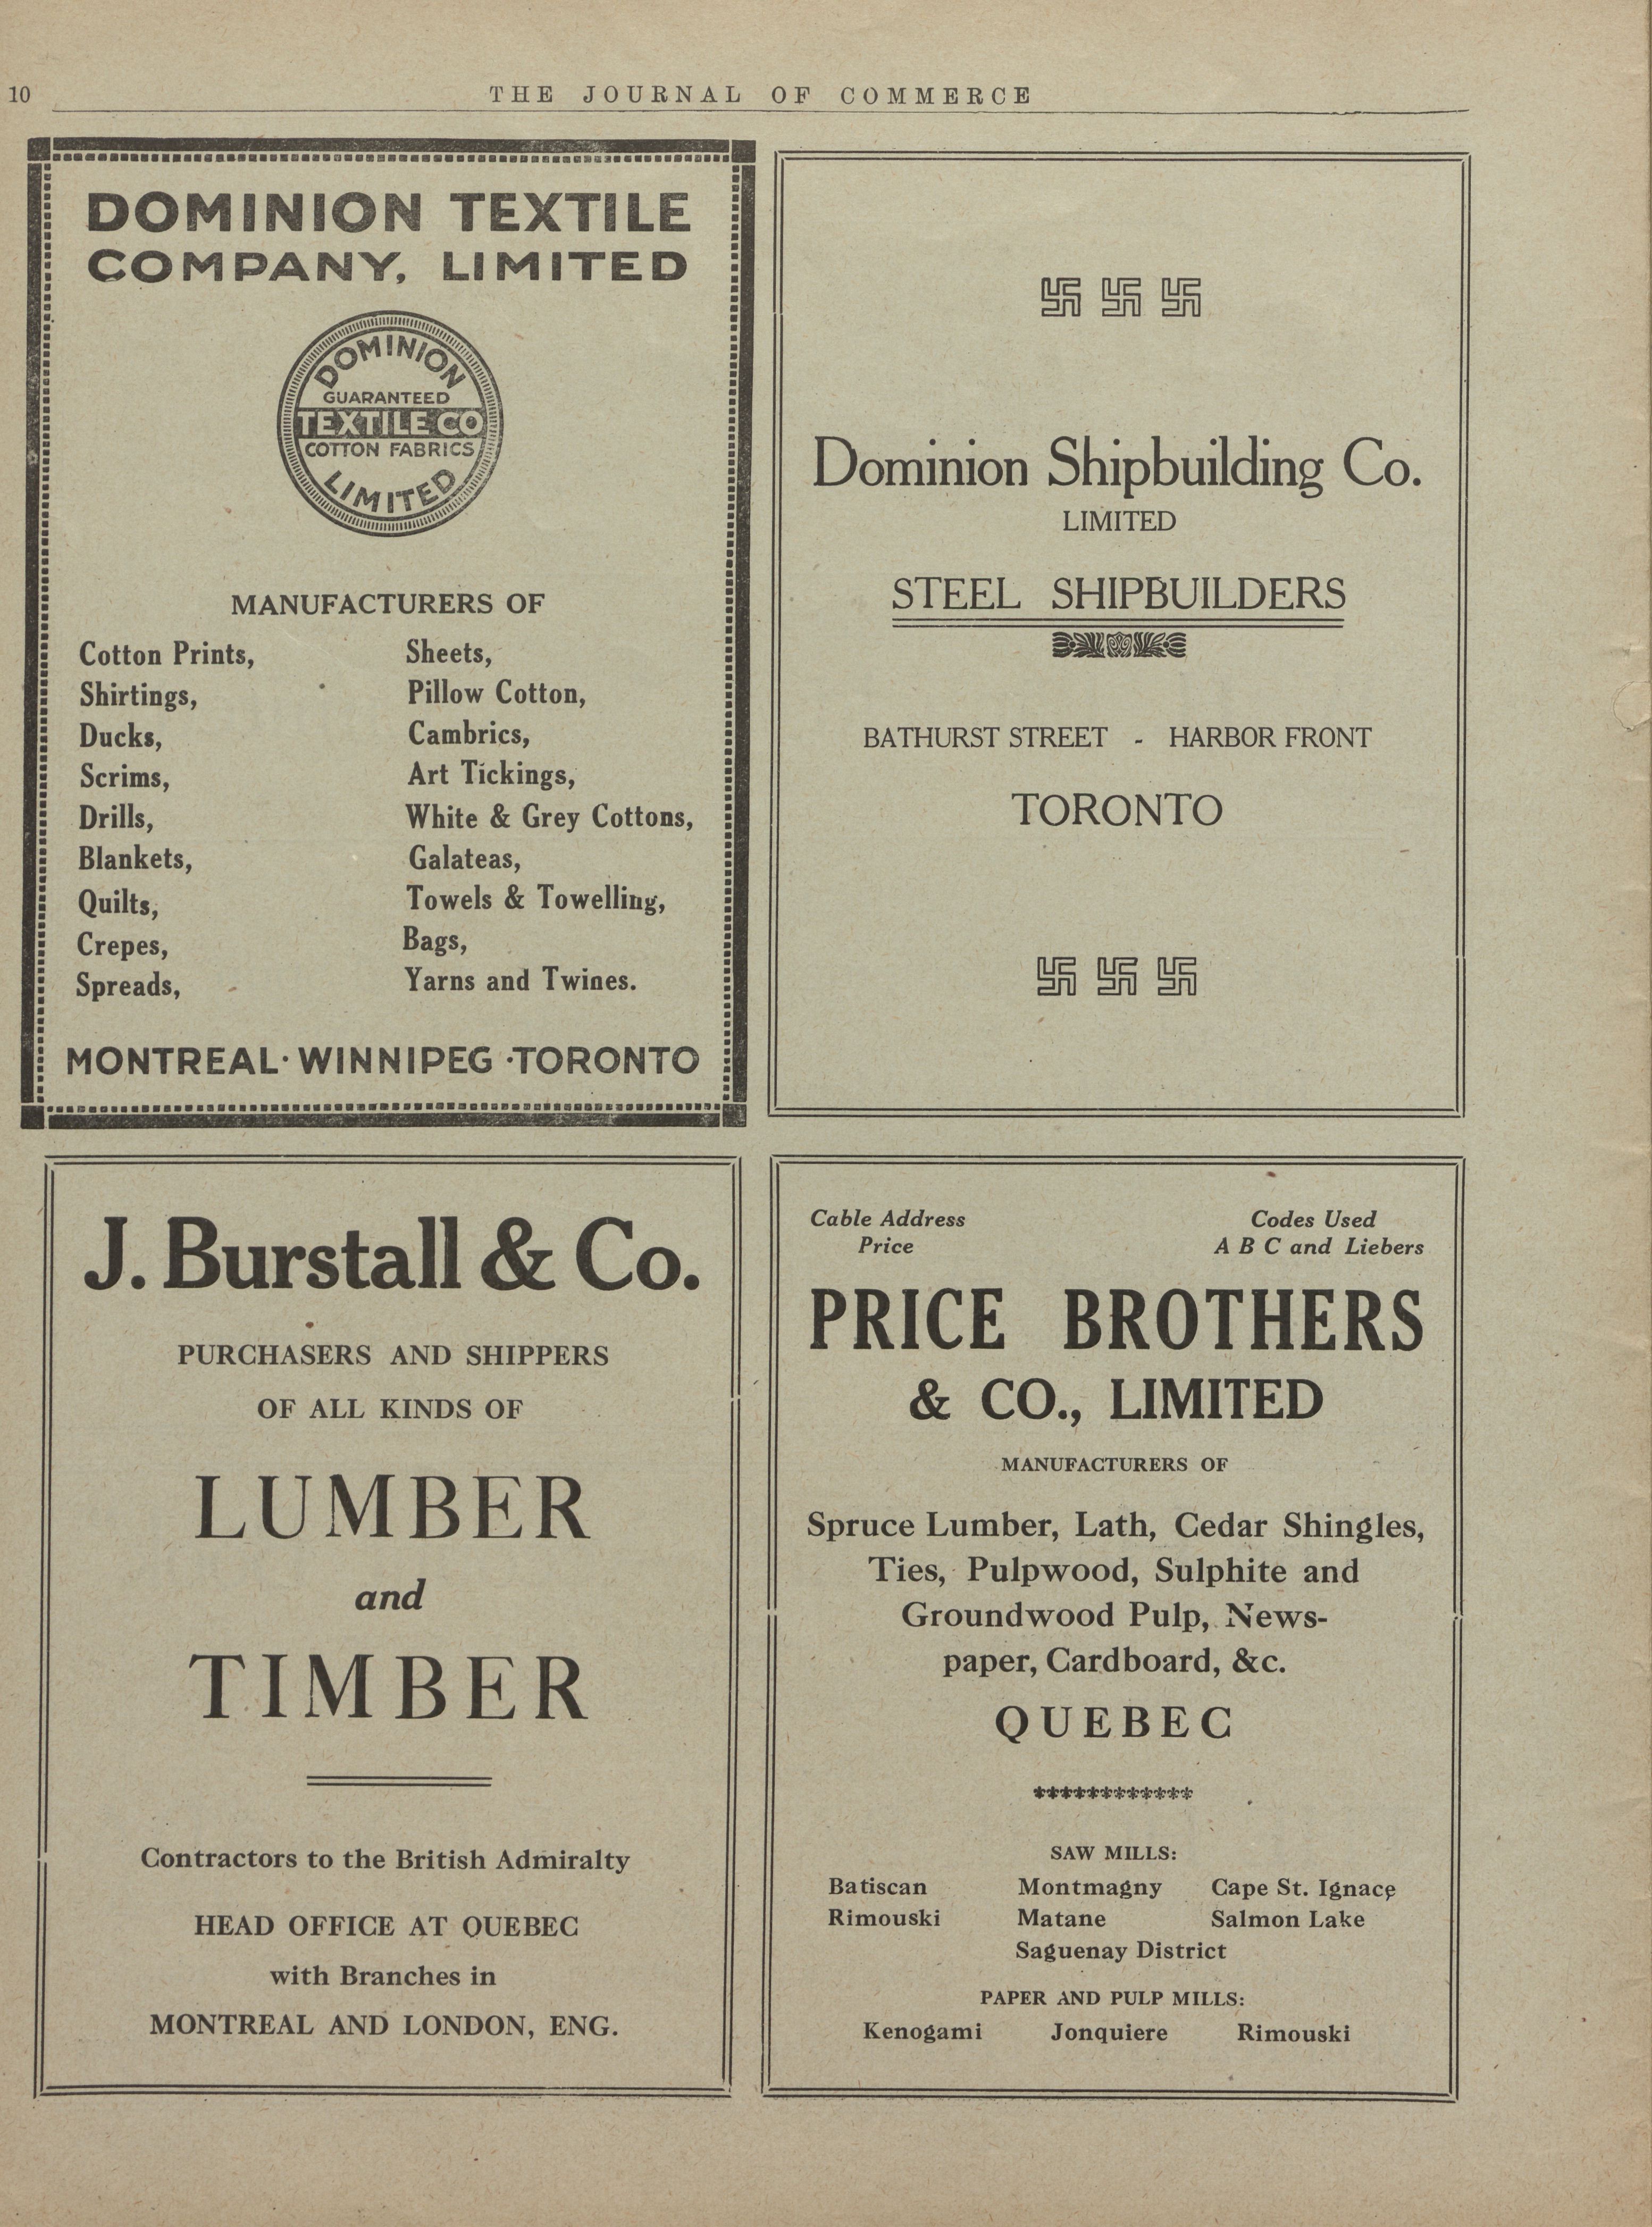 10
THE JOURNAL OF COMMERCE
DOMINION TEXTILE
COMPANY, LIMITED
DOMINION
GUARANTEED
TEXTILE CO
COTTON FABRICS
LIMITED
MANUFACTURERS OF
Cotton Prints,
Shirtings,
Ducks,
Scrims,
Drills,
Blankets,
Quilts,
Crepes,
Spreads,
Sheets,
Pillow Cotton,
Cambrics,
Art Tickings,
White & Grey Cottons,
Galateas,
Towels & Towelling,
Bags,
Yarns and Twines.
MONTREAL · WINNIPEG · TORONTO
Dominion Shipbuilding Co.
LIMITED
STEEL SHIPBUILDERS
BATHURST STREET - HARBOR FRONT
TORONTO
J. Burstall & Co.
PURCHASERS AND SHIPPERS
OF ALL KINDS OF
LUMBER
and
TIMBER
Contractors to the British Admiralty
HEAD OFFICE AT QUEBEC
with Branches in
MONTREAL AND LONDON, ENG.
Cable Address
Price
Codes Used
A B C and Liebers
PRICE BROTHERS
& CO., LIMITED
MANUFACTURERS OF
Spruce Lumber, Lath, Cedar Shingles,
Ties, Pulpwood, Sulphite and
Groundwood Pulp, News-
paper, Cardboard, &c.
QUEBEC
SAW MILLS:
Batiscan Montmagny Cape St. Ignace
Rimouski Matane Salmon Lake
Saguenay District
PAPER AND PULP MILLS:
Kenogami Jonquiere Rimouski